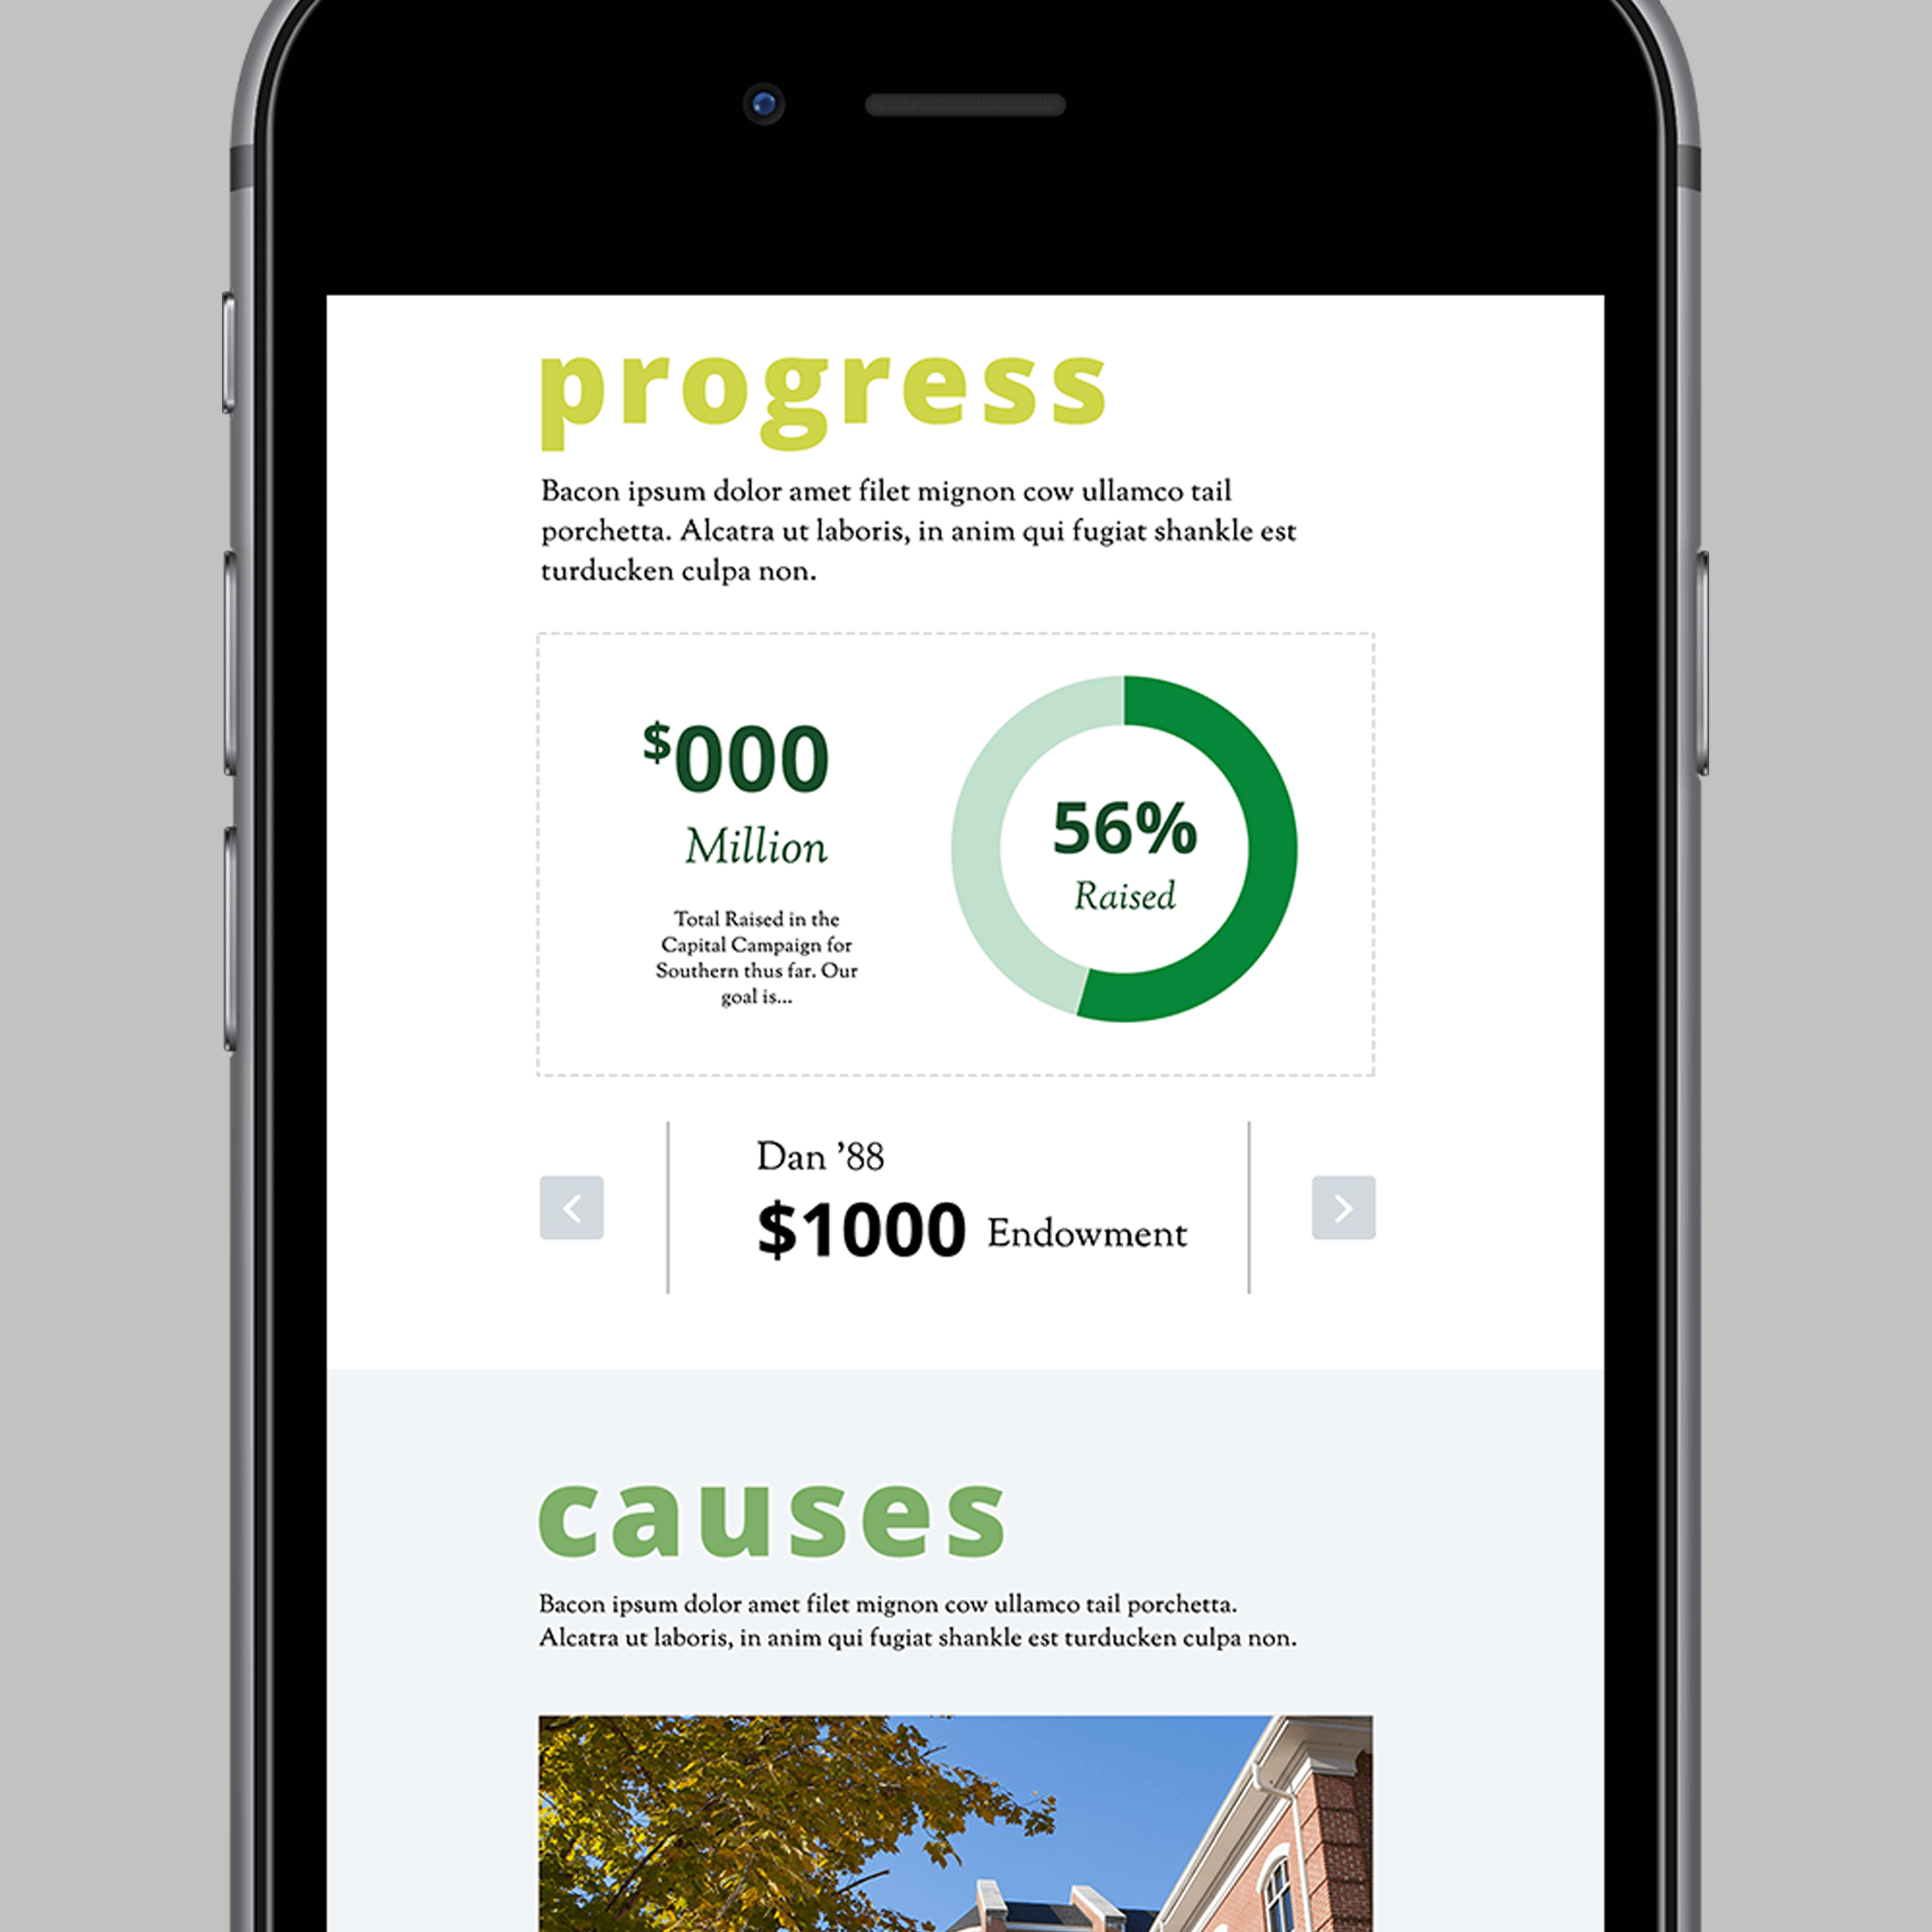 progress
Bacon ipsum dolor amet filet mignon cow ullamco tail
porchetta. Alcatra ut laboris, in anim qui fugiat shankle est
turducken culpa non.
$000
Million
Total Raised in the
Capital Campaign for
Southern thus far. Our
goal is...
56%
Raised
Dan ’88
$1000 Endowment
causes
Bacon ipsum dolor amet filet mignon cow ullamco tail porchetta.
Alcatra ut laboris, in anim qui fugiat shankle est turducken culpa non.